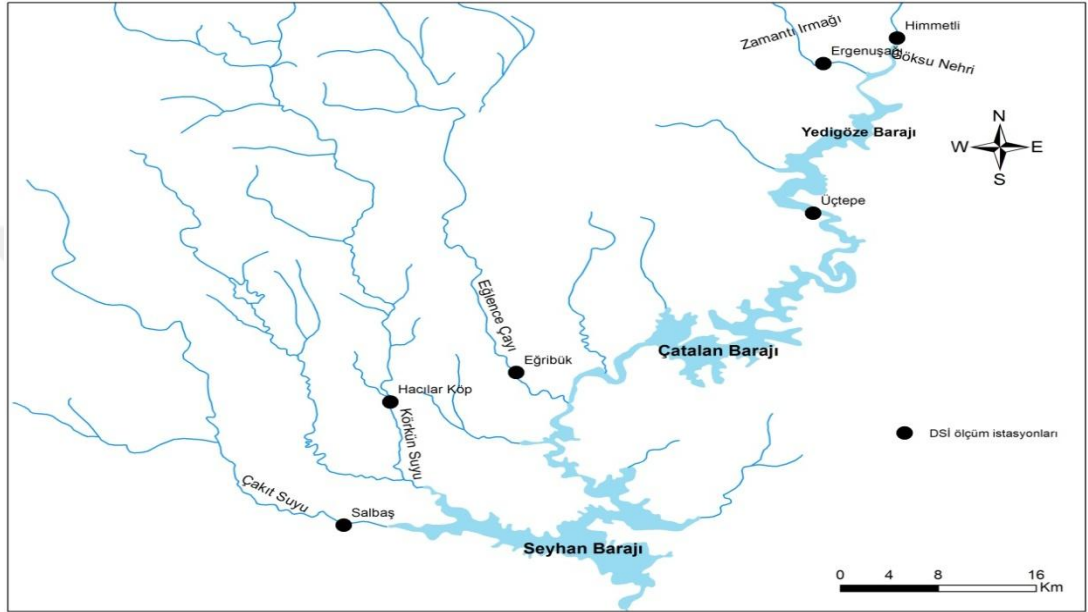 Himmetli
Zamantı Irmağı
Ergenuşağı
Göksu Nehri
Yedigöze Barajı
N
W E
S
Üçtepe
Eğlence Çayı
Çatalan Barajı
Eğribük
Hacılar Köp
Körkün Suyu
DSİ ölçüm istasyonları
Çakıt Suyu
Salbaş
Seyhan Barajı
0 4 8 16
Km